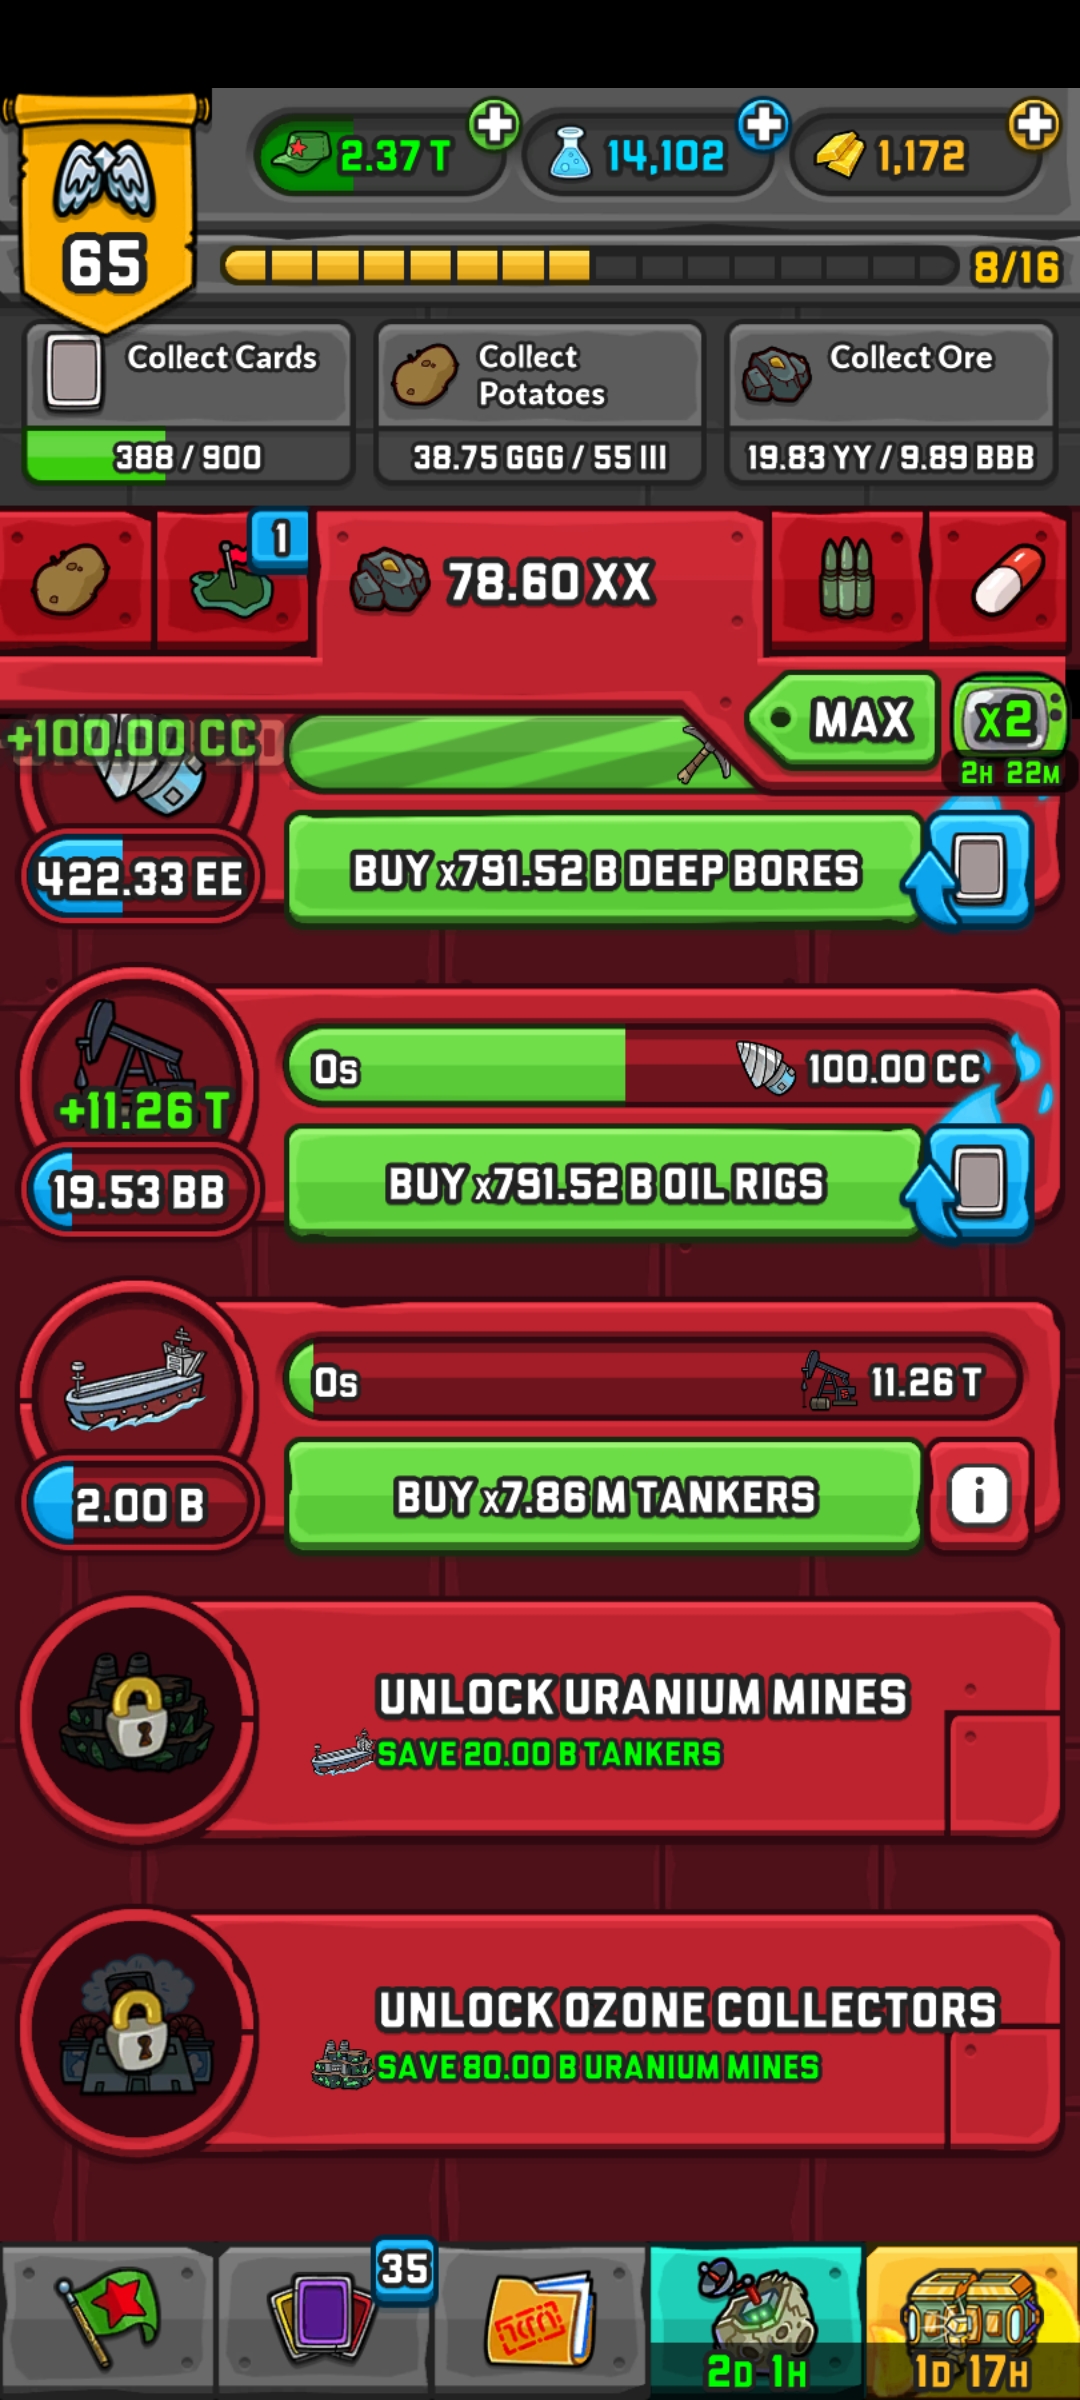 2.37 T
14,102
1,172
65
8/16
Collect Cards
388 / 900
Collect
Potatoes
38.75 GGG / 55 III
Collect Ore
19.83 YY / 9.89 BBB
1
78.60 XX
+100.00 CC
MAX
x2
2H 22M
422.33 EE
BUY x791.52 B DEEP BORES
0s
100.00 CC
+11.26 T
19.53 BB
BUY x791.52 B OIL RIGS
0s
11.26 T
2.00 B
BUY x7.86 M TANKERS
i
UNLOCK URANIUM MINES
SAVE 20.00 B TANKERS
UNLOCK OZONE COLLECTORS
SAVE 80.00 B URANIUM MINES
35
2D 1H
1D 17H